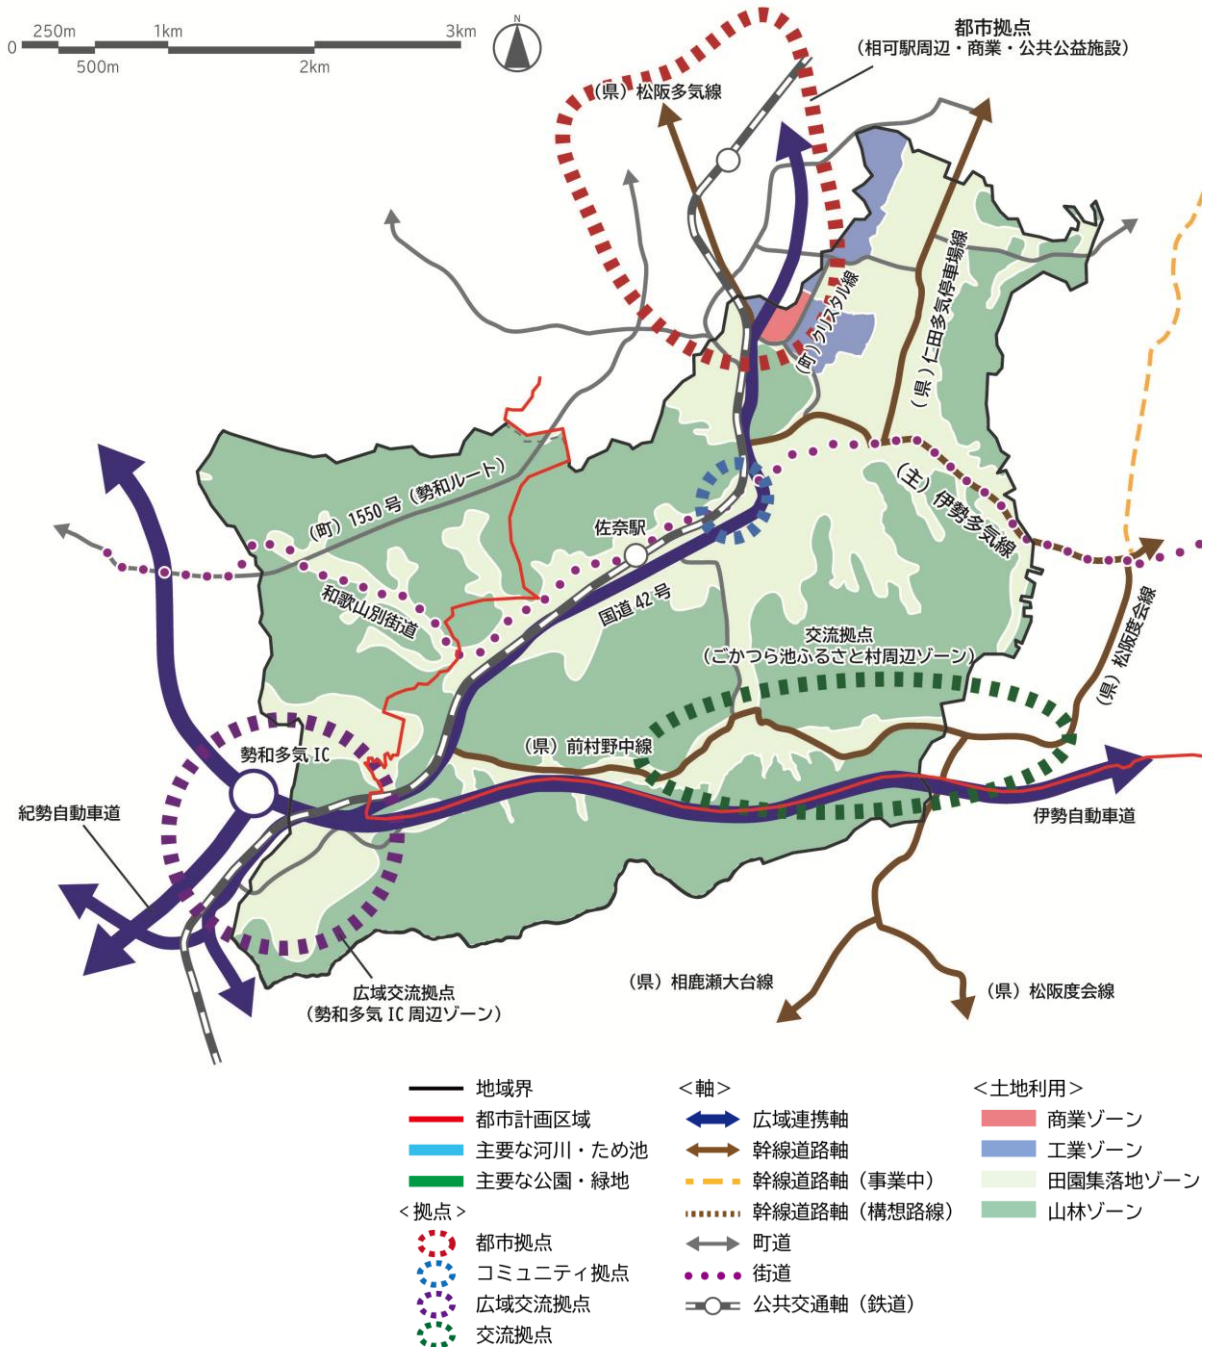 250m
1km
3km
0
500m
2km
N
都市拠点
（相可駅周辺・商業・公共公益施設）
（県）松阪多気線
（町）クリスタル線
（県）仁田多気停車場線
（町）1550号（勢和ルート）
佐奈駅
（主）伊勢多気線
和歌山別街道
国道42号
交流拠点
（ごかつら池ふるさと村周辺ゾーン）
（県）松阪度会線
勢和多気IC
（県）前村野中線
紀勢自動車道
伊勢自動車道
広域交流拠点
（勢和多気IC周辺ゾーン）
（県）相鹿瀬大台線
（県）松阪度会線
地域界
都市計画区域
主要な河川・ため池
主要な公園・緑地
＜拠点＞
都市拠点
コミュニティ拠点
広域交流拠点
交流拠点
＜軸＞
広域連携軸
幹線道路軸
幹線道路軸（事業中）
幹線道路軸（構想路線）
町道
街道
公共交通軸（鉄道）
＜土地利用＞
商業ゾーン
工業ゾーン
田園集落地ゾーン
山林ゾーン